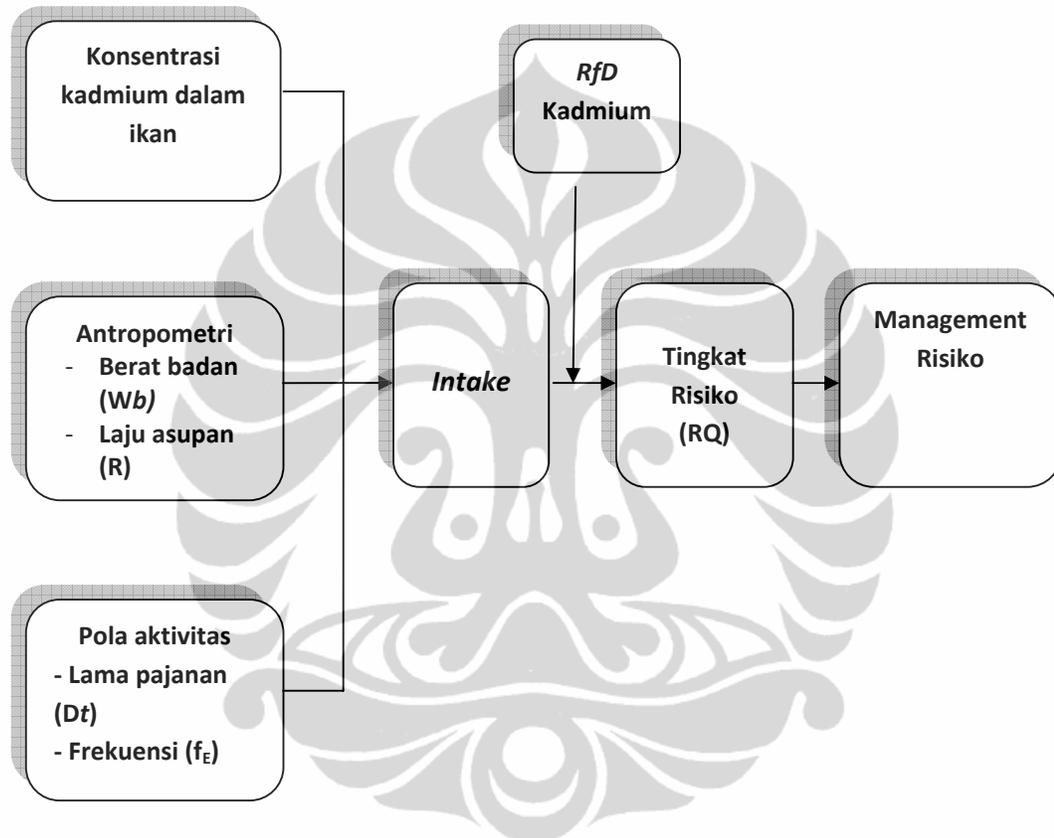 Konsentrasi
kadmium dalam
ikan
RfD
Kadmium
Antropometri
- Berat badan
(Wb)
- Laju asupan
(R)
Intake
Tingkat
Risiko
(RQ)
Management
Risiko
Pola aktivitas
- Lama pajanan
(Dt)
- Frekuensi (fE)